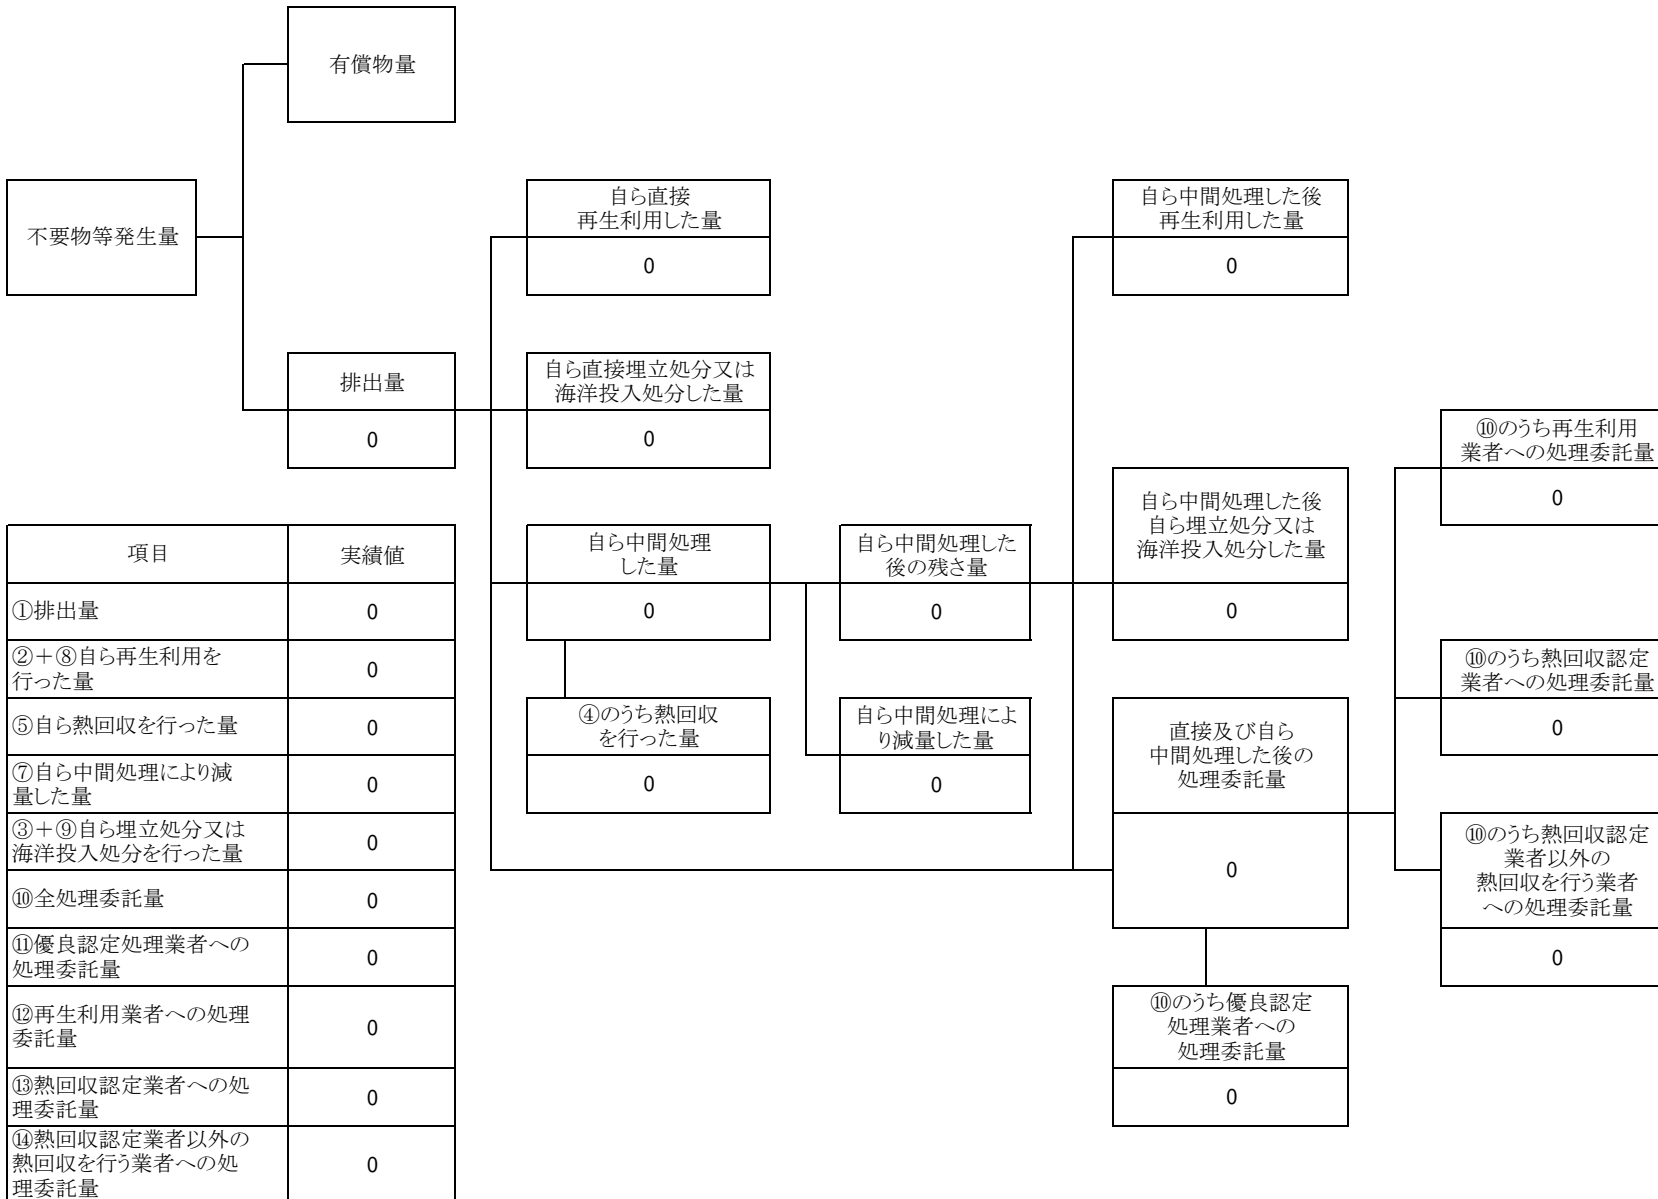 有償物量
不要物等発生量
自ら直接
再生利用した量
0
自ら中間処理した後
再生利用した量
0
排出量
0
自ら直接埋立処分又は
海洋投入処分した量
0
⑩のうち再生利用
業者への処理委託量
0
自ら中間処理
した量
0
自ら中間処理した
後の残さ量
0
自ら中間処理した後
自ら埋立処分又は
海洋投入処分した量
0
⑩のうち熱回収認定
業者への処理委託量
0
④のうち熱回収
を行った量
0
自ら中間処理によ
り減量した量
0
直接及び自ら
中間処理した後の
処理委託量
0
⑩のうち熱回収認定
業者以外の
熱回収を行う業者
への処理委託量
0
⑩のうち優良認定
処理業者への
処理委託量
0
項目 実績値
①排出量 0
②+⑧自ら再生利用を
行った量 0
⑤自ら熱回収を行った量 0
⑦自ら中間処理により減
量した量 0
③+⑨自ら埋立処分又は
海洋投入処分を行った量 0
⑩全処理委託量 0
⑪優良認定処理業者への
処理委託量 0
⑫再生利用業者への処理
委託量 0
⑬熱回収認定業者への処
理委託量 0
⑭熱回収認定業者以外の
熱回収を行う業者への処 0
理委託量